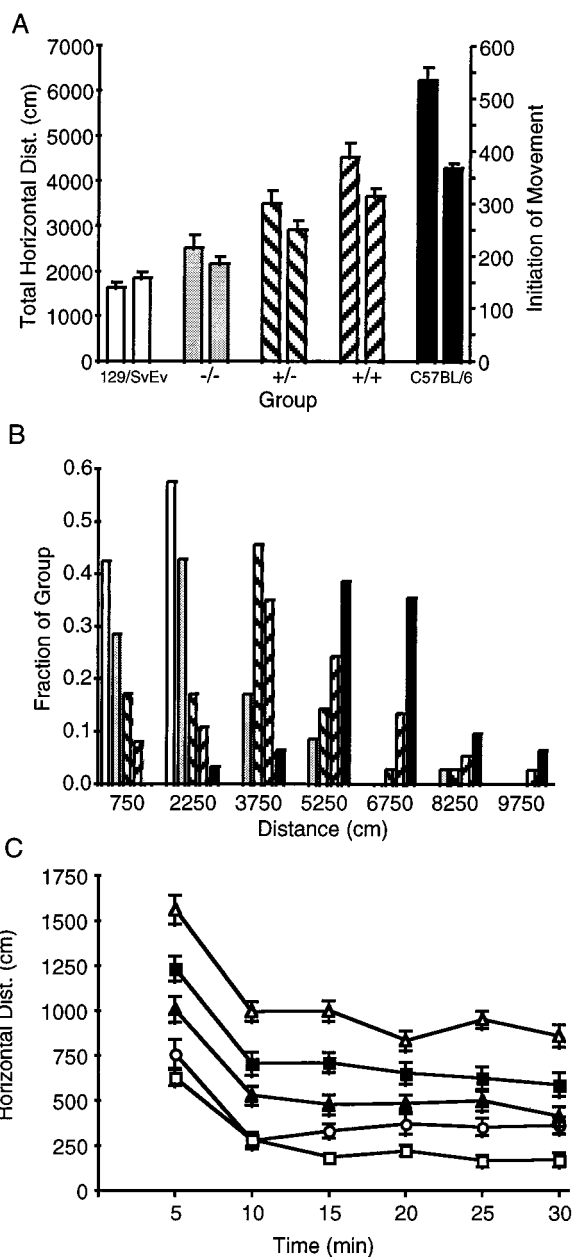 A
7000
6000
5000
4000
3000
2000
1000
0
Total Horizontal Dist. (cm)
600
500
400
300
200
100
0
Initiation of Movement
129/SvEv -/- +/- +/+ C57BL/6
Group
B
0.6
0.5
0.4
0.3
0.2
0.1
0.0
Fraction of Group
750 2250 3750 5250 6750 8250 9750
Distance (cm)
C
1750
1500
1250
1000
750
500
250
0
Horizontal Dist. (cm)
5 10 15 20 25 30
Time (min)